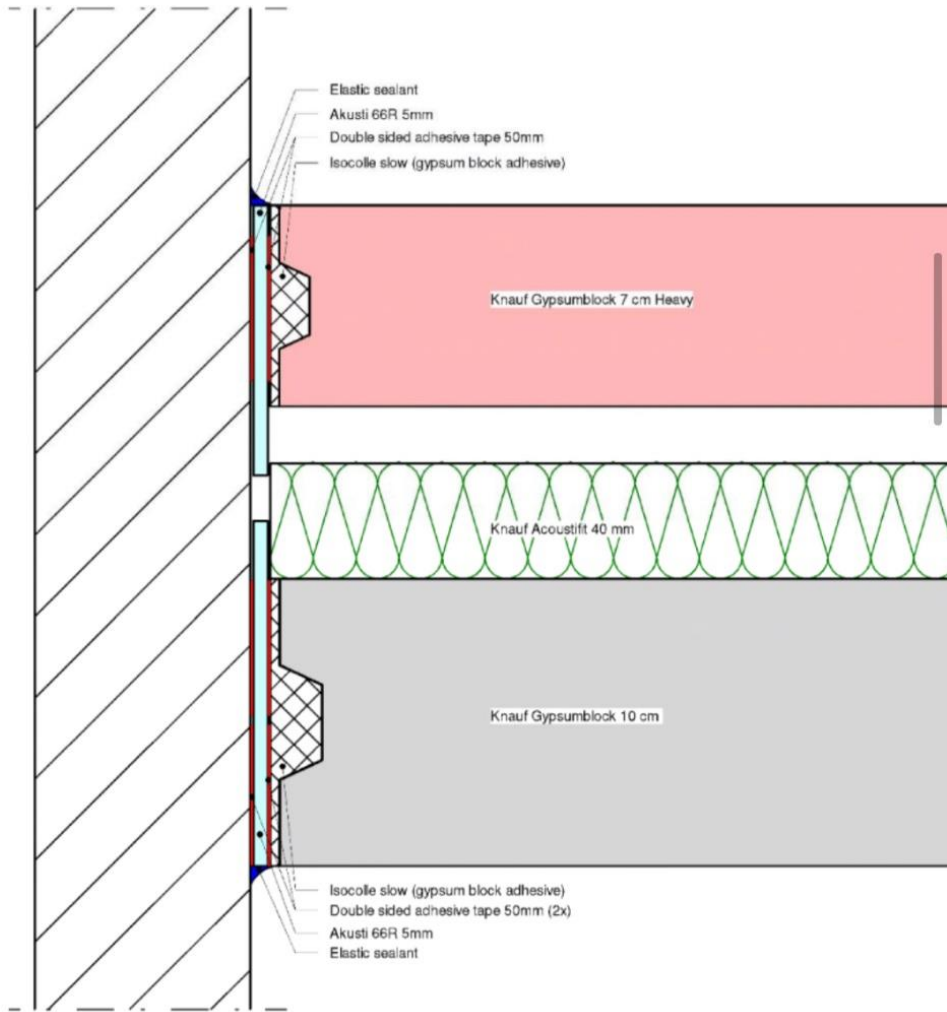 Elastic sealant
Akusti 66R 5mm
Double sided adhesive tape 50mm
Isocolle slow (gypsum block adhesive)
Knauf Gypsumblock 7 cm Heavy
Knauf Acoustifit 40 mm
Knauf Gypsumblock 10 cm
Isocolle slow (gypsum block adhesive)
Double sided adhesive tape 50mm (2x)
Akusti 66R 5mm
Elastic sealant